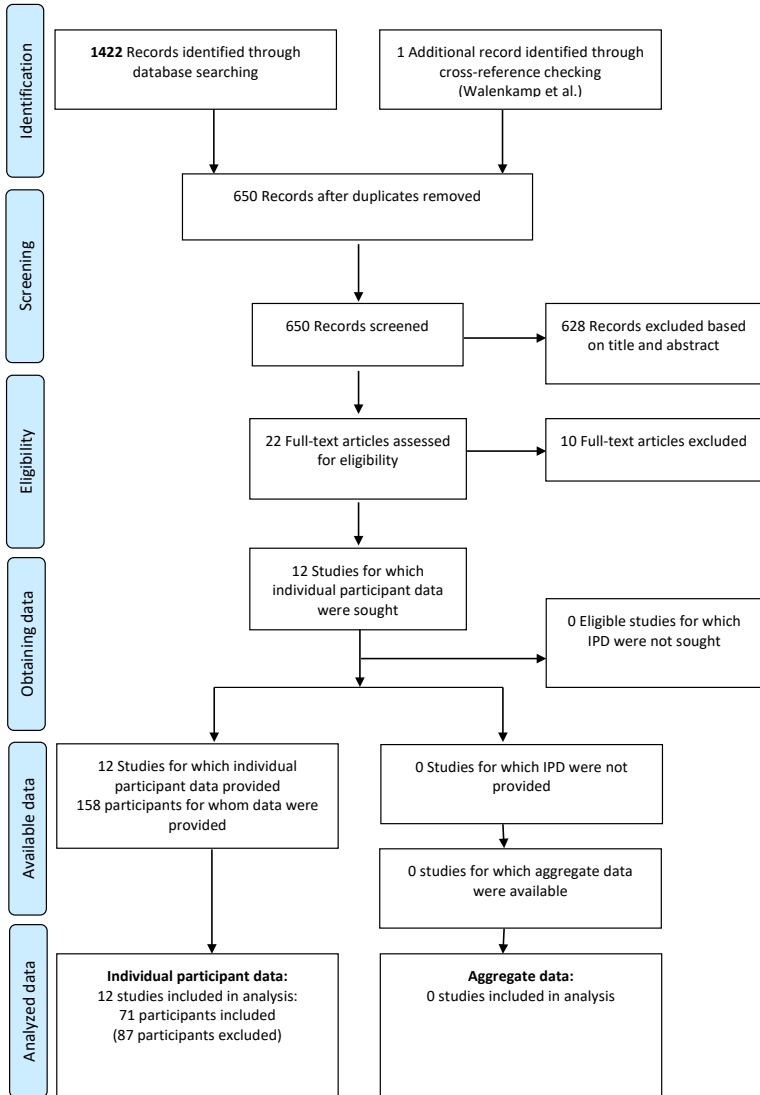 Identification
1422 Records identified through
database searching
1 Additional record identified through
cross-reference checking
(Walenkamp et al.)
650 Records after duplicates removed
Screening
650 Records screened
628 Records excluded based
on title and abstract
Eligibility
22 Full-text articles assessed
for eligibility
10 Full-text articles excluded
Obtaining data
12 Studies for which
individual participant data
were sought
0 Eligible studies for which
IPD were not sought
Available data
12 Studies for which individual
participant data provided
158 participants for whom data were
provided
0 Studies for which IPD were not
provided
0 studies for which aggregate data
were available
Analyzed data
Individual participant data:
12 studies included in analysis:
71 participants included
(87 participants excluded)
Aggregate data:
0 studies included in analysis